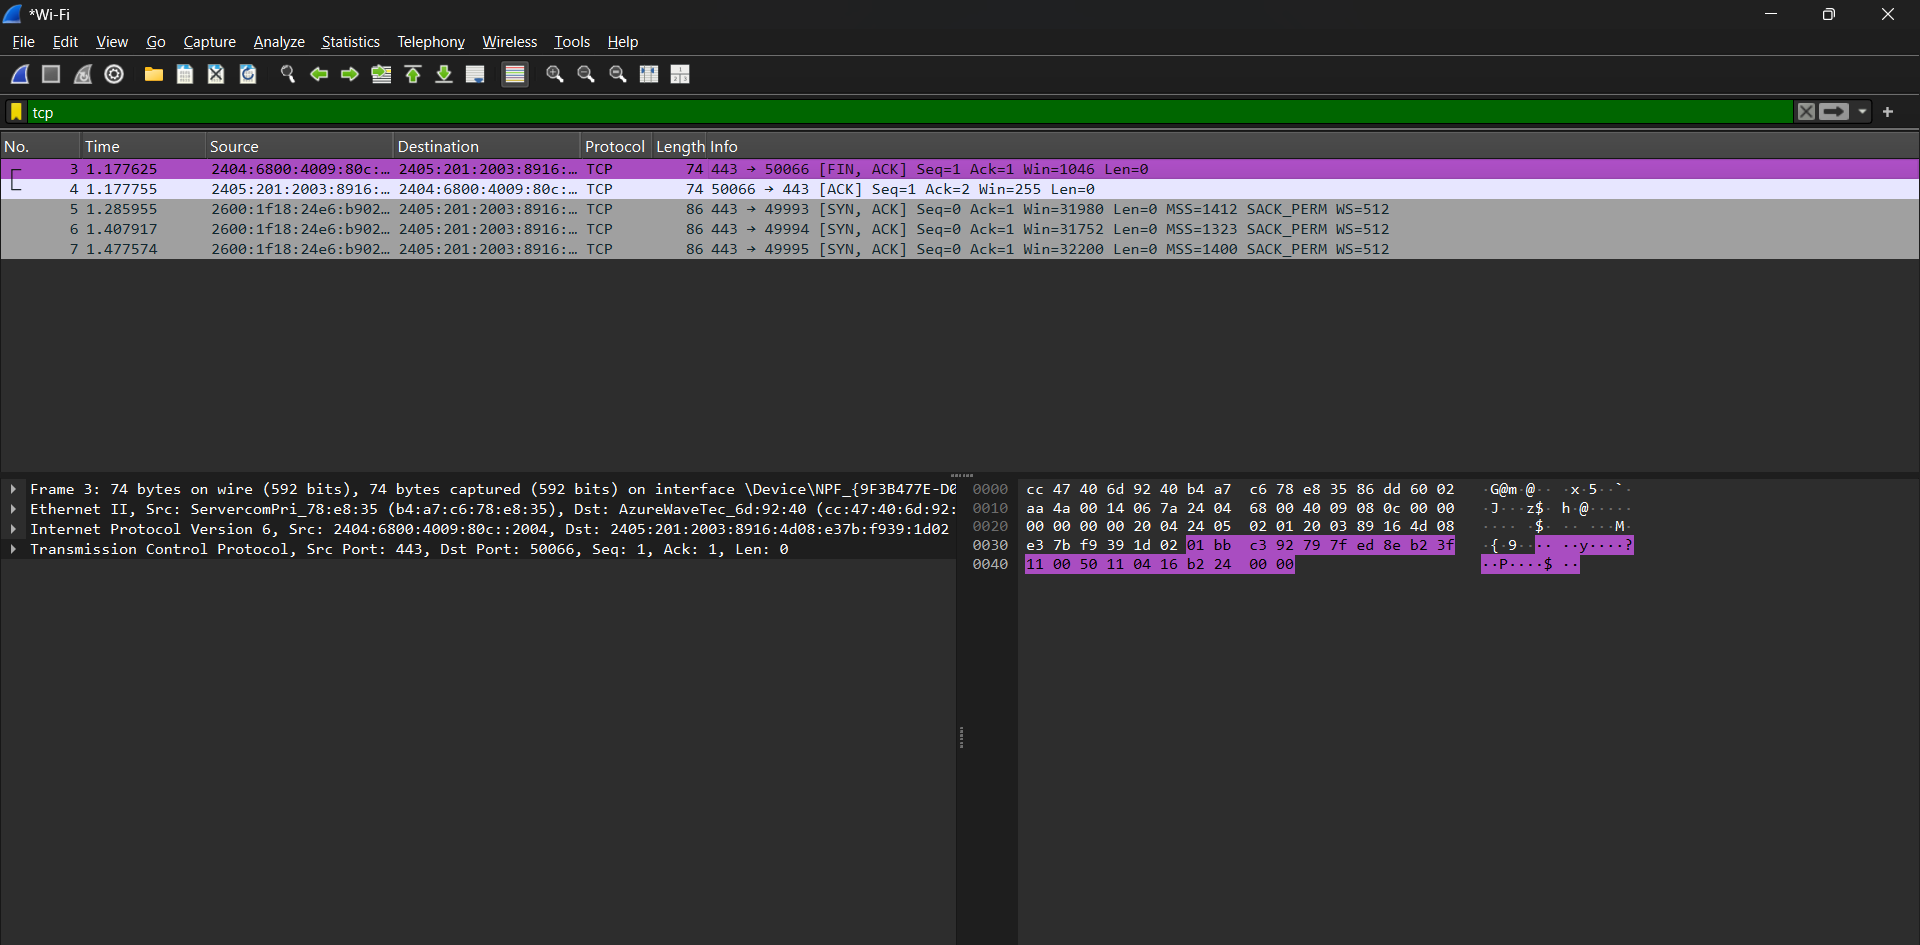 *Wi-Fi
File Edit View Go Capture Analyze Statistics Telephony Wireless Tools Help
tcp
No. Time Source Destination Protocol Length Info
3 1.177625 2404:6800:4009:80c:… 2405:201:2003:8916:… TCP 74 443 → 50066 [FIN, ACK] Seq=1 Ack=1 Win=1046 Len=0
4 1.177755 2405:201:2003:8916:… 2404:6800:4009:80c:… TCP 74 50066 → 443 [ACK] Seq=1 Ack=2 Win=255 Len=0
5 1.285955 2600:1f18:24e6:b902… 2405:201:2003:8916:… TCP 86 443 → 49993 [SYN, ACK] Seq=0 Ack=1 Win=31980 Len=0 MSS=1412 SACK_PERM WS=512
6 1.407917 2600:1f18:24e6:b902… 2405:201:2003:8916:… TCP 86 443 → 49994 [SYN, ACK] Seq=0 Ack=1 Win=31752 Len=0 MSS=1323 SACK_PERM WS=512
7 1.477574 2600:1f18:24e6:b902… 2405:201:2003:8916:… TCP 86 443 → 49995 [SYN, ACK] Seq=0 Ack=1 Win=32200 Len=0 MSS=1400 SACK_PERM WS=512
Frame 3: 74 bytes on wire (592 bits), 74 bytes captured (592 bits) on interface \Device\NPF_{9F3B477E-D0
Ethernet II, Src: ServercomPri_78:e8:35 (b4:a7:c6:78:e8:35), Dst: AzureWaveTec_6d:92:40 (cc:47:40:6d:92:
Internet Protocol Version 6, Src: 2404:6800:4009:80c::2004, Dst: 2405:201:2003:8916:4d08:e37b:f939:1d02
Transmission Control Protocol, Src Port: 443, Dst Port: 50066, Seq: 1, Ack: 1, Len: 0
0000 cc 47 40 6d 92 40 b4 a7 c6 78 e8 35 86 dd 60 02 ·G@m·@·· ·x·5··`·
0010 aa 4a 00 14 06 7a 24 04 68 00 40 09 08 0c 00 00 ·J···z$· h·@·····
0020 00 00 00 00 20 04 24 05 02 01 20 03 89 16 4d 08 ···· ·$· ·· ···M·
0030 e3 7b f9 39 1d 02 01 bb c3 92 79 7f ed 8e b2 3f ·{·9···· ··y····?
0040 11 00 50 11 04 16 b2 24 00 00 ··P····$ ··